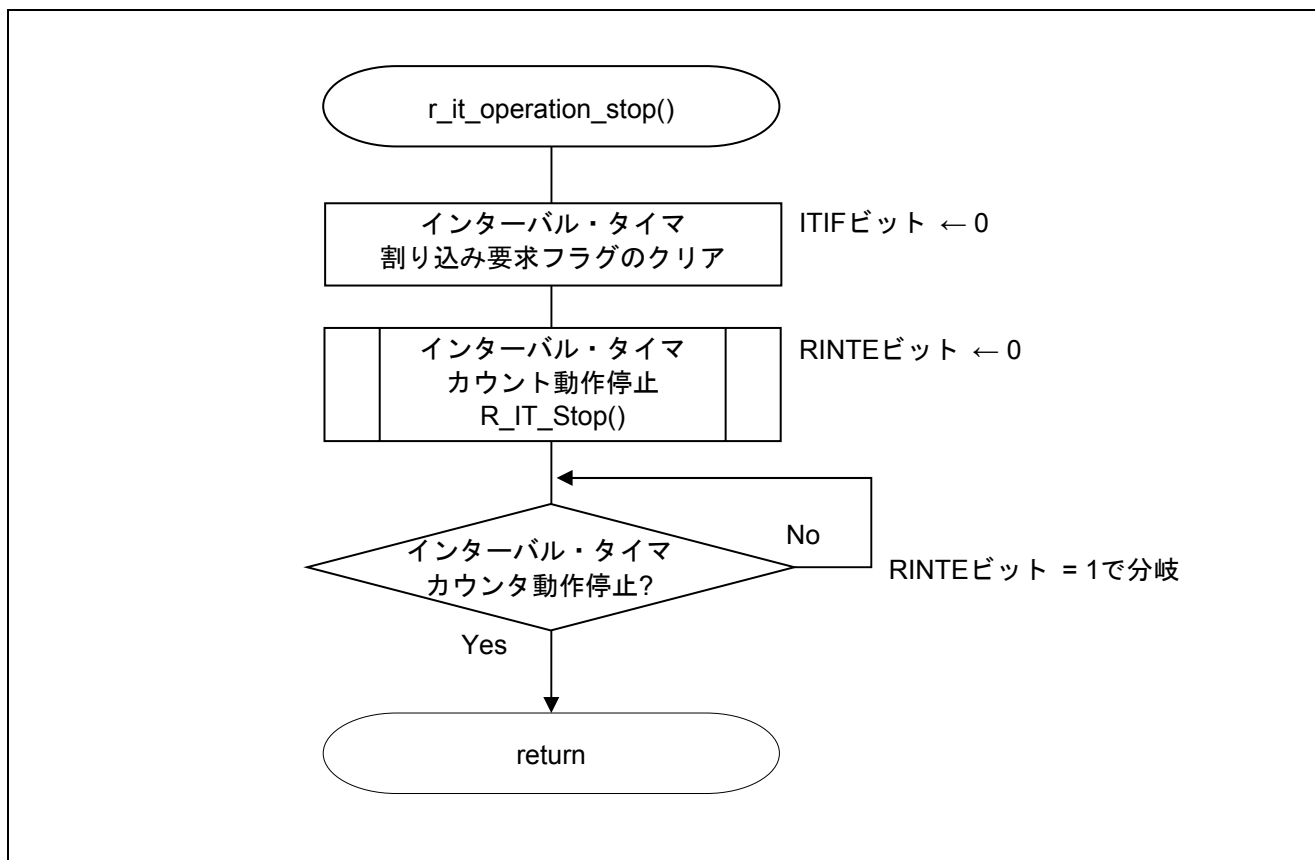 r_it_operation_stop()
インターバル・タイマ
割り込み要求フラグのクリア
ITIFビット ← 0
インターバル・タイマ
カウント動作停止
R_IT_Stop()
RINTEビット ← 0
インターバル・タイマ
カウンタ動作停止?
No
RINTEビット = 1で分岐
Yes
return